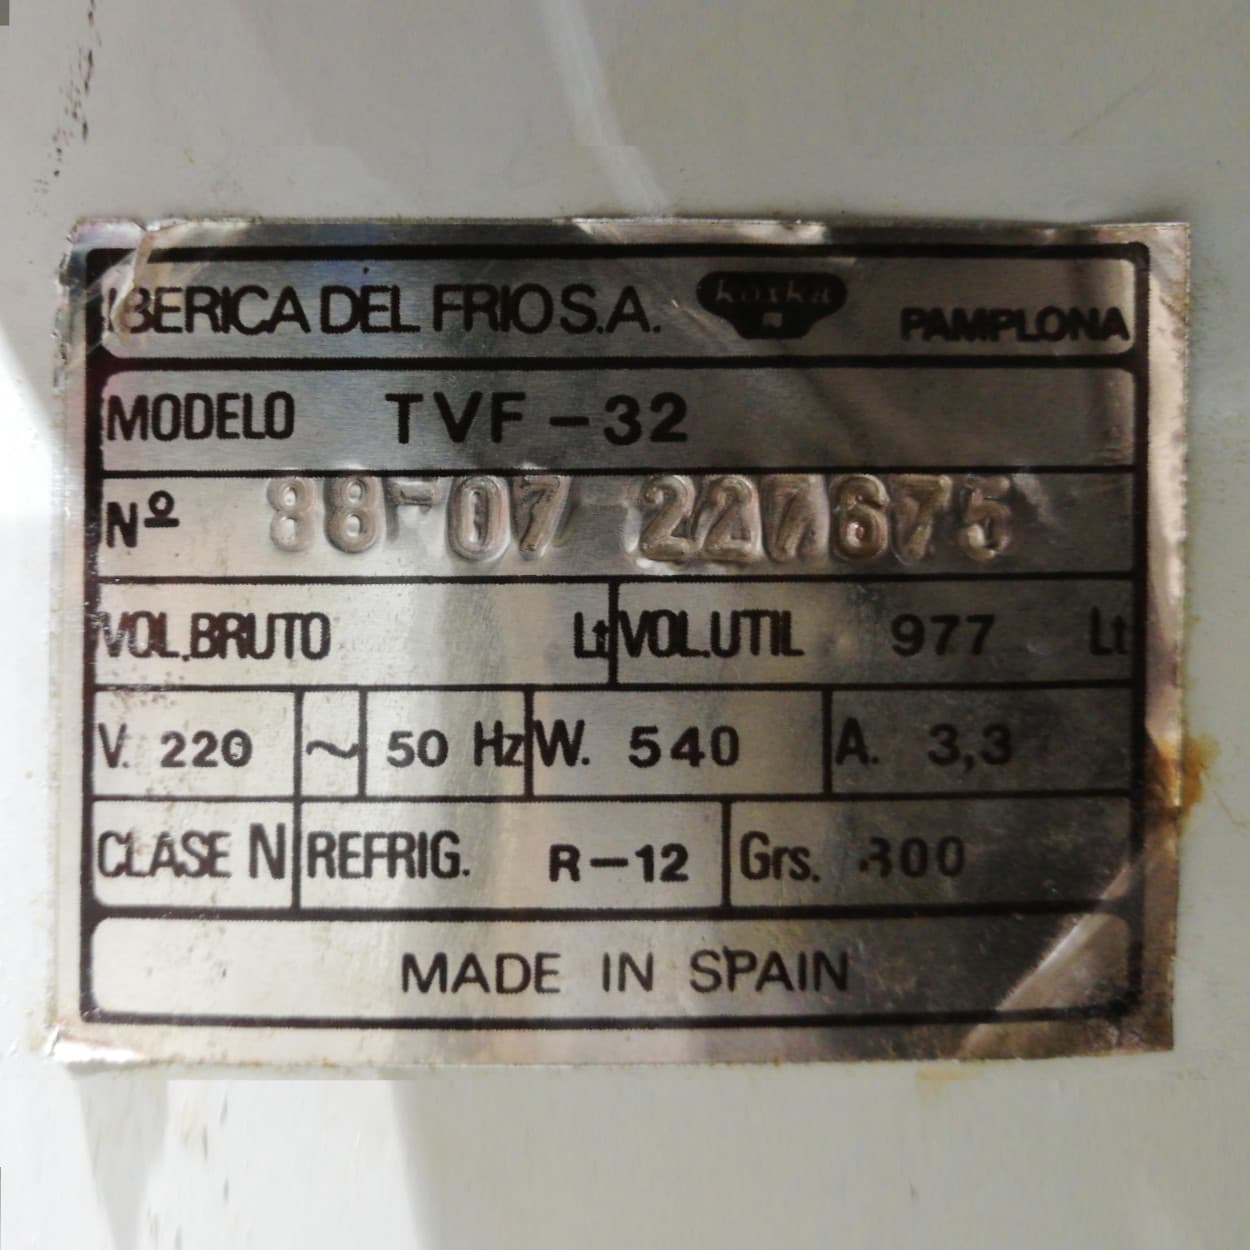 IBERICA DEL FRIO S.A. koxka PAMPLONA
MODELO TVF-32
Nº 88-07 227675
VOL.BRUTO Lt VOL.UTIL 977 Lt
V. 220 ~ 50 Hz W. 540 A. 3,3
CLASE N REFRIG. R-12 Grs.
MADE IN SPAIN